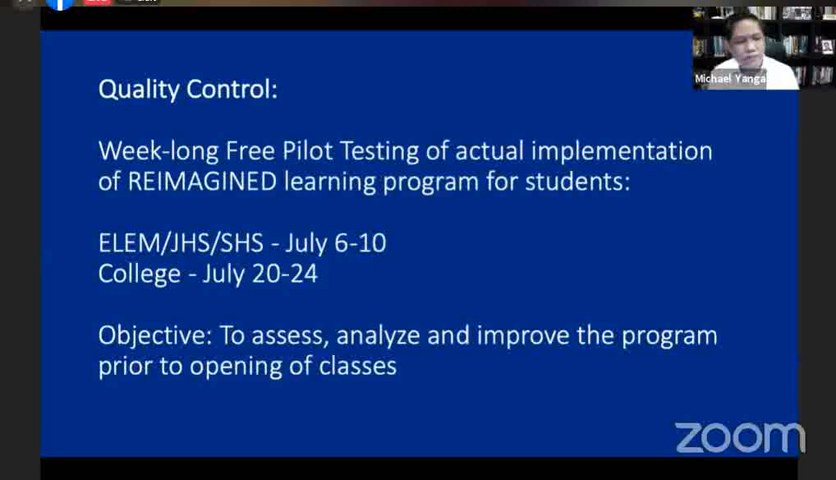 Quality Control:
Week-long Free Pilot Testing of actual implementation
of REIMAGINED learning program for students:
ELEM/JHS/SHS - July 6-10
College - July 20-24
Objective: To assess, analyze and improve the program
prior to opening of classes
Michael Yanga
zoom